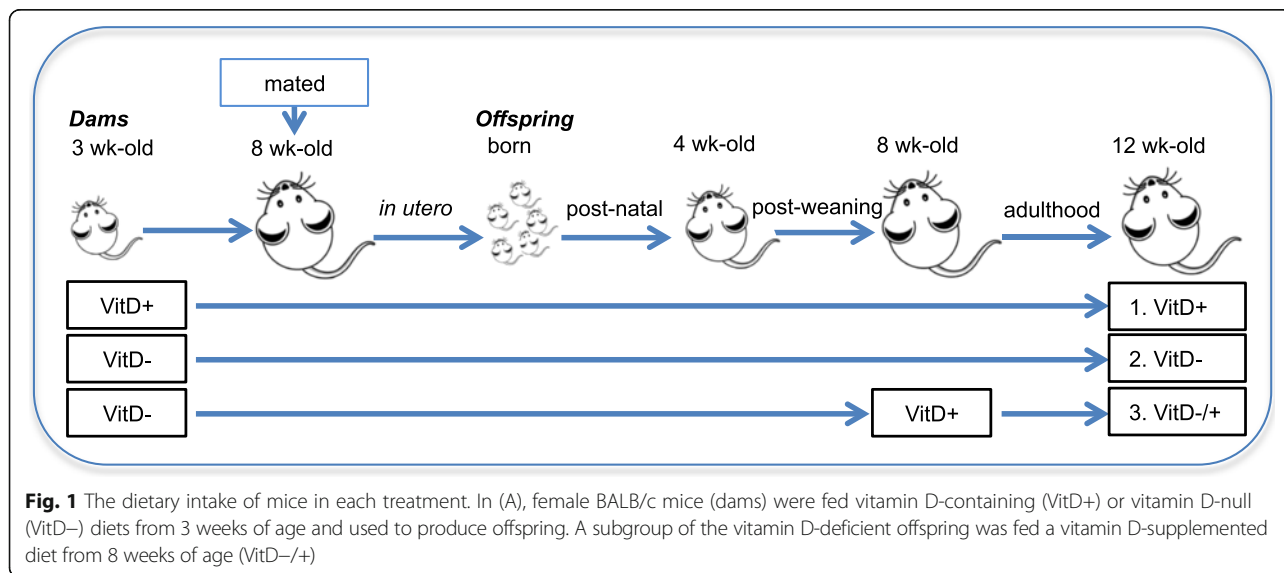 mated
Dams
Offspring
3 wk-old
8 wk-old
born
4 wk-old
8 wk-old
12 wk-old
in utero
post-natal
post-weaning
adulthood
VitD+
1. VitD+
VitD-
2. VitD-
VitD-
VitD+
3. VitD-/+
Fig. 1 The dietary intake of mice in each treatment. In (A), female BALB/c mice (dams) were fed vitamin D-containing (VitD+) or vitamin D-null
(VitD−) diets from 3 weeks of age and used to produce offspring. A subgroup of the vitamin D-deficient offspring was fed a vitamin D-supplemented
diet from 8 weeks of age (VitD−/+)